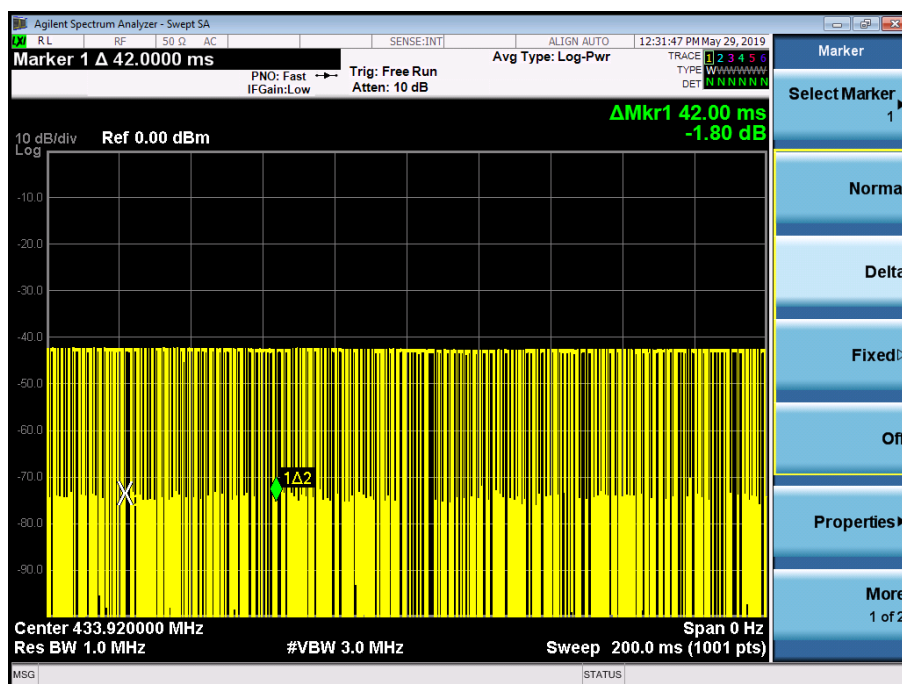 Agilent Spectrum Analyzer - Swept SA
LXI RL RF 50 Ω AC SENSE:INT ALIGN AUTO 12:31:47 PM May 29, 2019
Marker 1 Δ 42.0000 ms
PNO: Fast
IFGain:Low
Trig: Free Run
Atten: 10 dB
Avg Type: Log-Pwr
TRACE 1 2 3 4 5 6
TYPE WWWWWW
DET N N N N N N
ΔMkr1 42.00 ms
-1.80 dB
10 dB/div Ref 0.00 dBm
Log
-10.0
-20.0
-30.0
-40.0
-50.0
-60.0
-70.0
-80.0
-90.0
1Δ2
Center 433.920000 MHz
Span 0 Hz
Res BW 1.0 MHz
#VBW 3.0 MHz
Sweep 200.0 ms (1001 pts)
MSG
STATUS
Marker
Select Marker
1
Norma
Delta
Fixed
Of
Properties
More
1 of 2